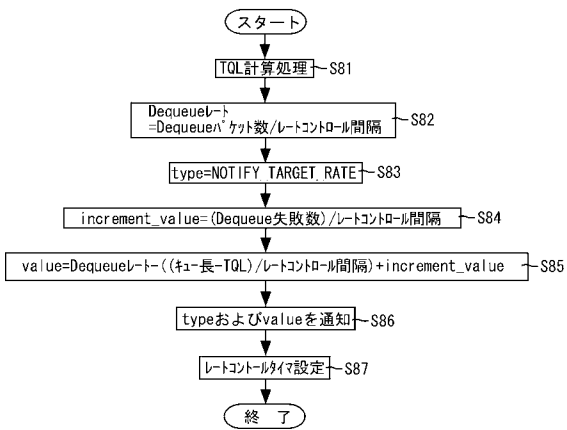 スタート
TQL計算処理 S81
Dequeueレート
=Dequeueパケット数/レートコントロール間隔 S82
type=NOTIFY_TARGET_RATE S83
increment_value=(Dequeue失敗数)/レートコントロール間隔 S84
value=Dequeueレートー((キュー長ーTQL)/レートコントロール間隔)+increment_value S85
typeおよびvalueを通知 S86
レートコントールタイマ設定 S87
終 了